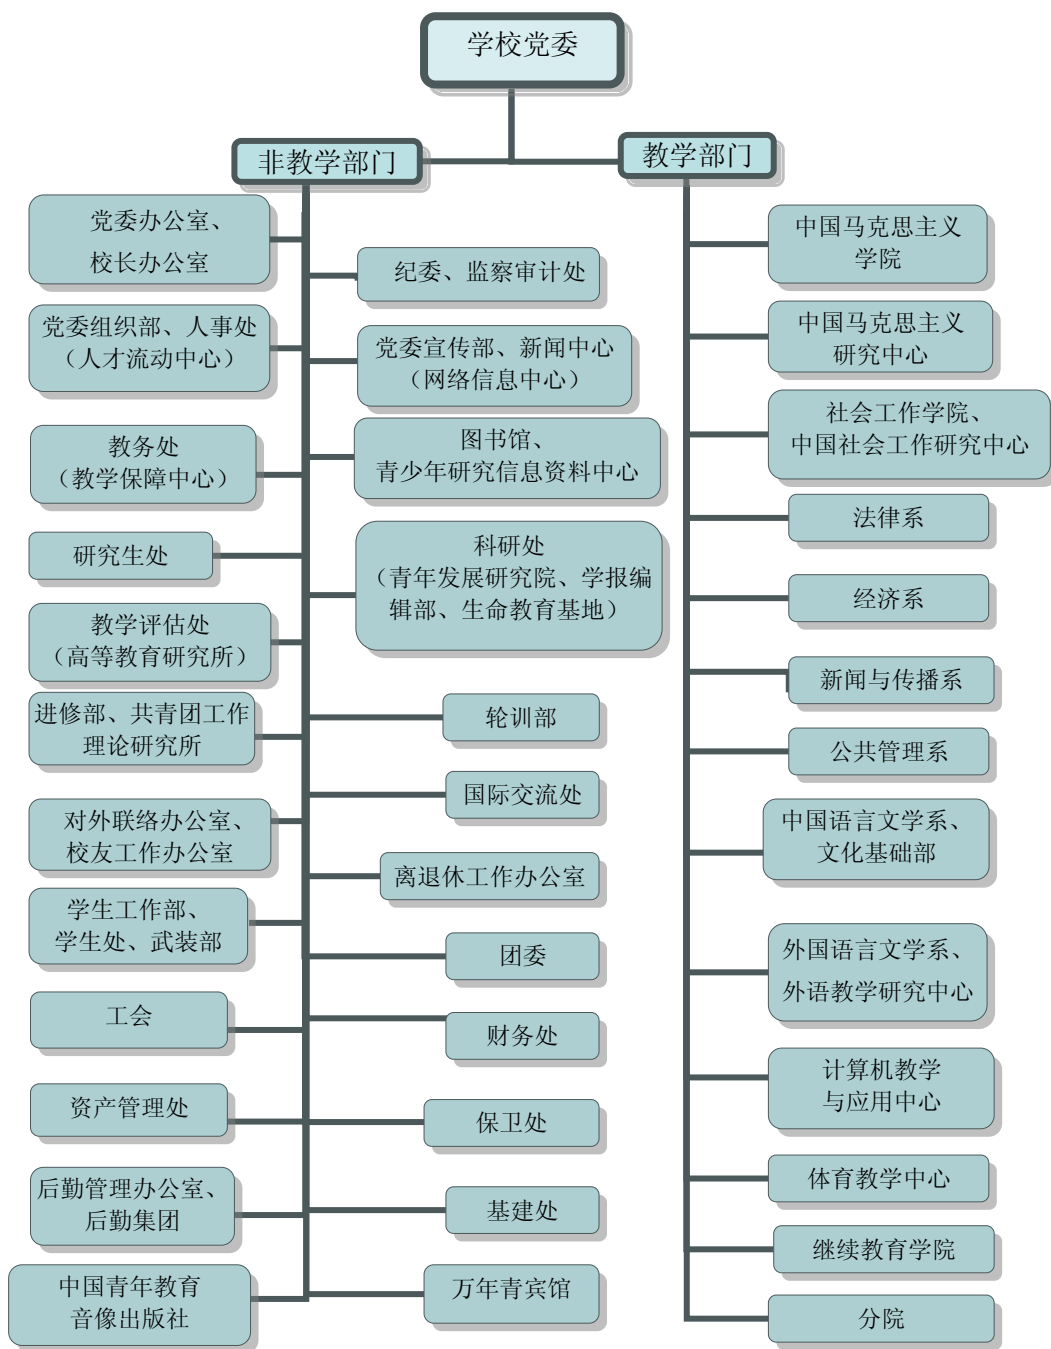 学校党委
非教学部门
教学部门
党委办公室、
校长办公室
纪委、监察审计处
党委组织部、人事处
（人才流动中心）
党委宣传部、新闻中心
（网络信息中心）
教务处
（教学保障中心）
图书馆、
青少年研究信息资料中心
研究生处
科研处
（青年发展研究院、学报编
辑部、生命教育基地）
教学评估处
（高等教育研究所）
进修部、共青团工作
理论研究所
轮训部
对外联络办公室、
校友工作办公室
国际交流处
离退休工作办公室
学生工作部、
学生处、武装部
团委
工会
财务处
资产管理处
保卫处
后勤管理办公室、
后勤集团
基建处
中国青年教育
音像出版社
万年青宾馆
中国马克思主义
学院
中国马克思主义
研究中心
社会工作学院、
中国社会工作研究中心
法律系
经济系
新闻与传播系
公共管理系
中国语言文学系、
文化基础部
外国语言文学系、
外语教学研究中心
计算机教学
与应用中心
体育教学中心
继续教育学院
分院